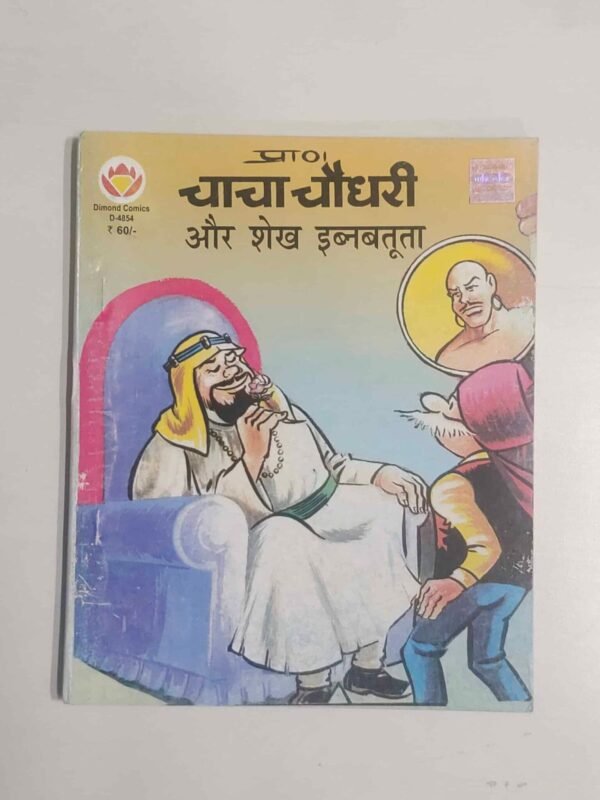 प्राण
चाचा चौधरी
और शेख इब्नबतूता
Dimond Comics
D-4854
₹ 60/-